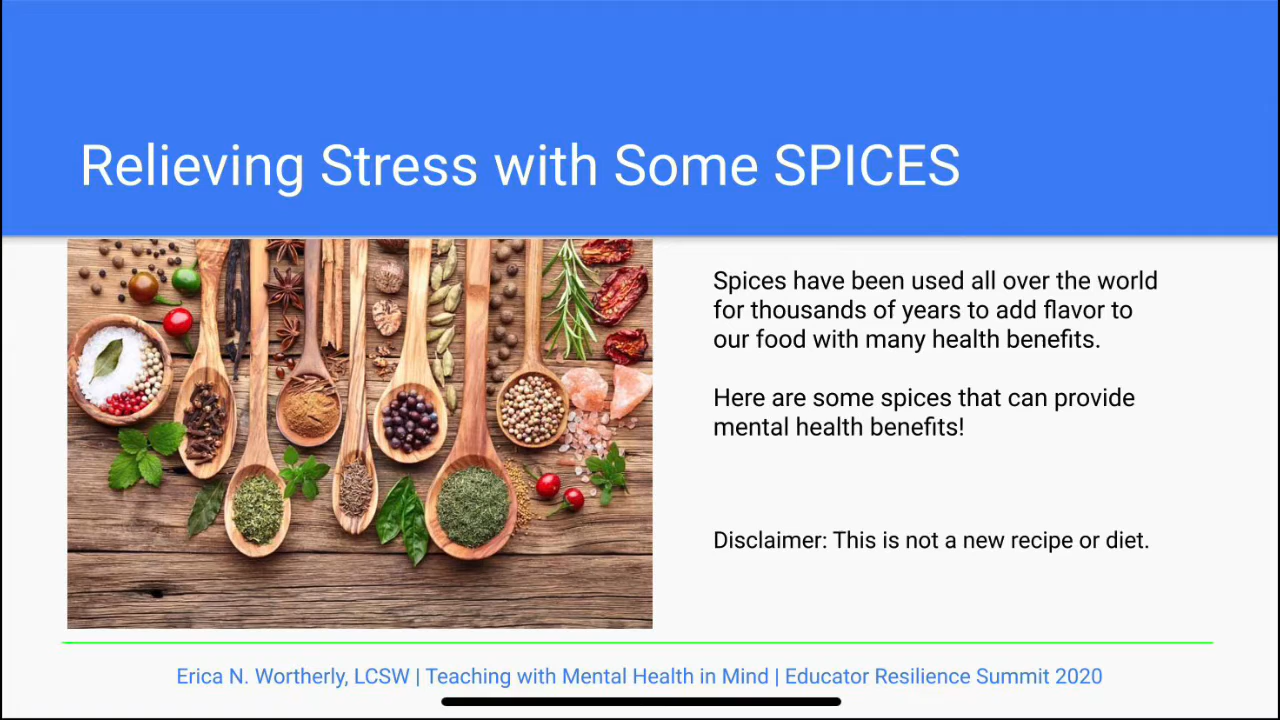 Relieving Stress with Some SPICES
Spices have been used all over the world
for thousands of years to add flavor to
our food with many health benefits.
Here are some spices that can provide
mental health benefits!
Disclaimer: This is not a new recipe or diet.
Erica N. Wortherly, LCSW | Teaching with Mental Health in Mind | Educator Resilience Summit 2020